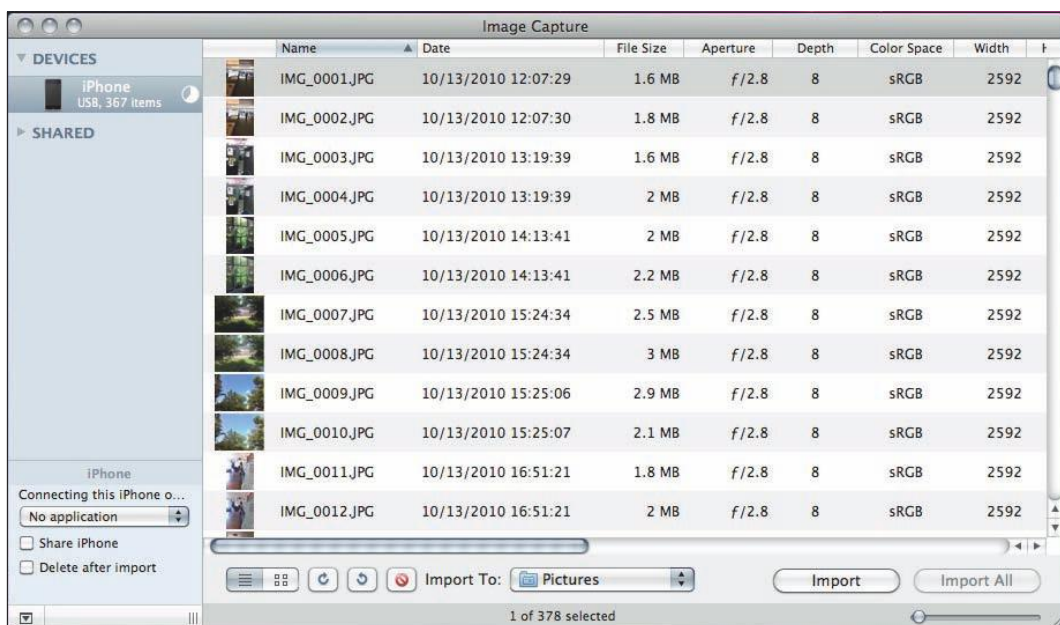 Image Capture
DEVICES
iPhone
USB, 367 items
SHARED
Name Date File Size Aperture Depth Color Space Width
IMG_0001.JPG 10/13/2010 12:07:29 1.6 MB ƒ/2.8 8 sRGB 2592
IMG_0002.JPG 10/13/2010 12:07:30 1.8 MB ƒ/2.8 8 sRGB 2592
IMG_0003.JPG 10/13/2010 13:19:39 1.6 MB ƒ/2.8 8 sRGB 2592
IMG_0004.JPG 10/13/2010 13:19:39 2 MB ƒ/2.8 8 sRGB 2592
IMG_0005.JPG 10/13/2010 14:13:41 2 MB ƒ/2.8 8 sRGB 2592
IMG_0006.JPG 10/13/2010 14:13:41 2.2 MB ƒ/2.8 8 sRGB 2592
IMG_0007.JPG 10/13/2010 15:24:34 2.5 MB ƒ/2.8 8 sRGB 2592
IMG_0008.JPG 10/13/2010 15:24:34 3 MB ƒ/2.8 8 sRGB 2592
IMG_0009.JPG 10/13/2010 15:25:06 2.9 MB ƒ/2.8 8 sRGB 2592
IMG_0010.JPG 10/13/2010 15:25:07 2.1 MB ƒ/2.8 8 sRGB 2592
IMG_0011.JPG 10/13/2010 16:51:21 1.8 MB ƒ/2.8 8 sRGB 2592
IMG_0012.JPG 10/13/2010 16:51:21 2 MB ƒ/2.8 8 sRGB 2592
iPhone
Connecting this iPhone o...
No application
Share iPhone
Delete after import
Import To: Pictures Import Import All
1 of 378 selected